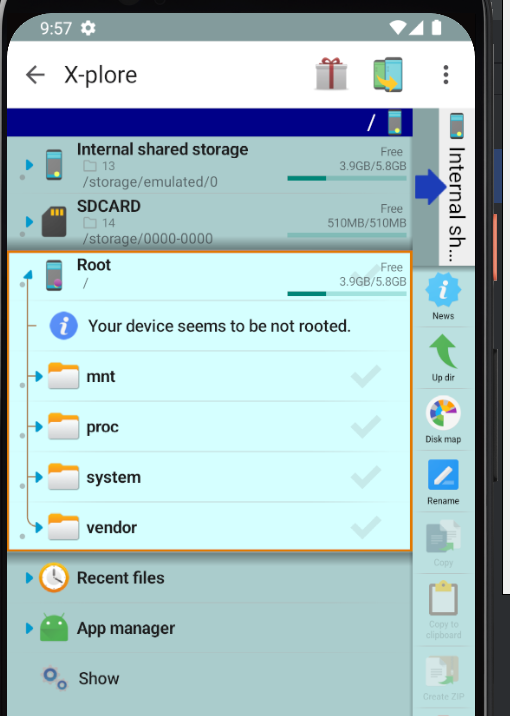 9:57
X-plore
/
Internal shared storage
Free
13
3.9GB/5.8GB
/storage/emulated/0
SDCARD
Free
14
510MB/510MB
/storage/0000-0000
Root
Free
/
3.9GB/5.8GB
Your device seems to be not rooted.
mnt
proc
system
vendor
Recent files
App manager
Show
Internal sh...
News
Up dir
Disk map
Rename
Copy
Copy to
clipboard
Create ZIP